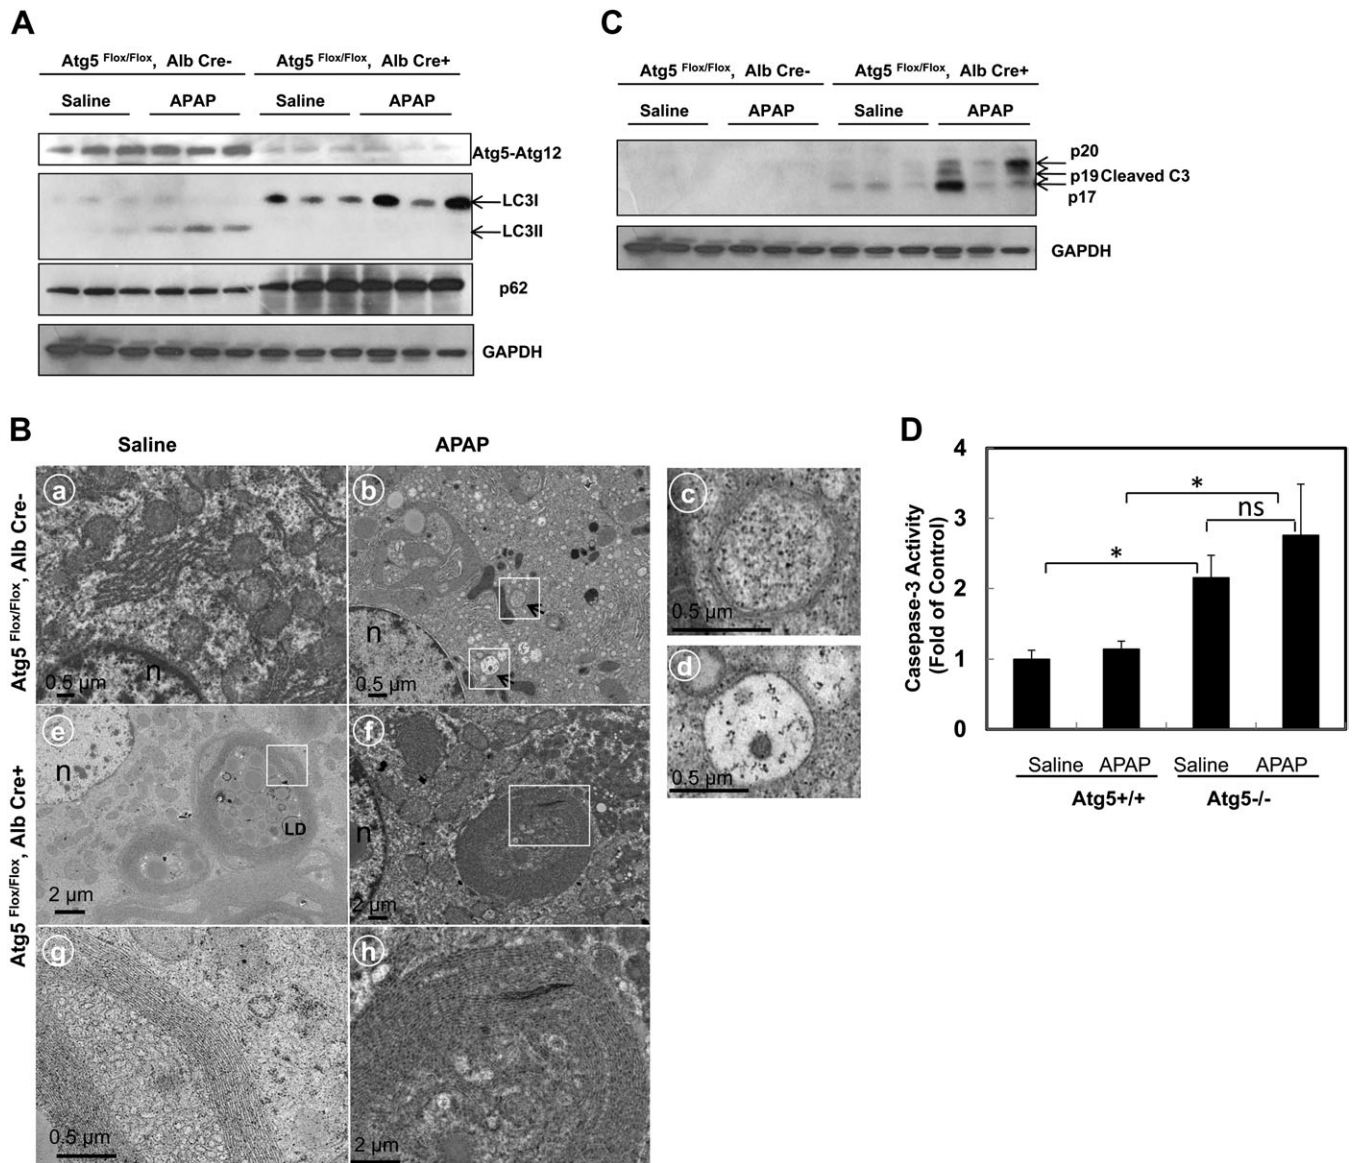 A
Atg5 Flox/Flox, Alb Cre- Atg5 Flox/Flox, Alb Cre+
Saline APAP Saline APAP
Atg5-Atg12
LC3I
LC3II
p62
GAPDH
C
Atg5 Flox/Flox, Alb Cre- Atg5 Flox/Flox, Alb Cre+
Saline APAP Saline APAP
p20
p19 Cleaved C3
p17
GAPDH
B
Saline APAP
Atg5 Flox/Flox, Alb Cre-
a
n
0.5 µm
b
n
0.5 µm
c
0.5 µm
d
0.5 µm
Atg5 Flox/Flox, Alb Cre+
e
n
LD
2 µm
f
n
2 µm
g
0.5 µm
h
2 µm
D
Casepase-3 Activity
(Fold of Control)
4
3
2
1
0
*
*
ns
Saline APAP Saline APAP
Atg5+/+ Atg5-/-